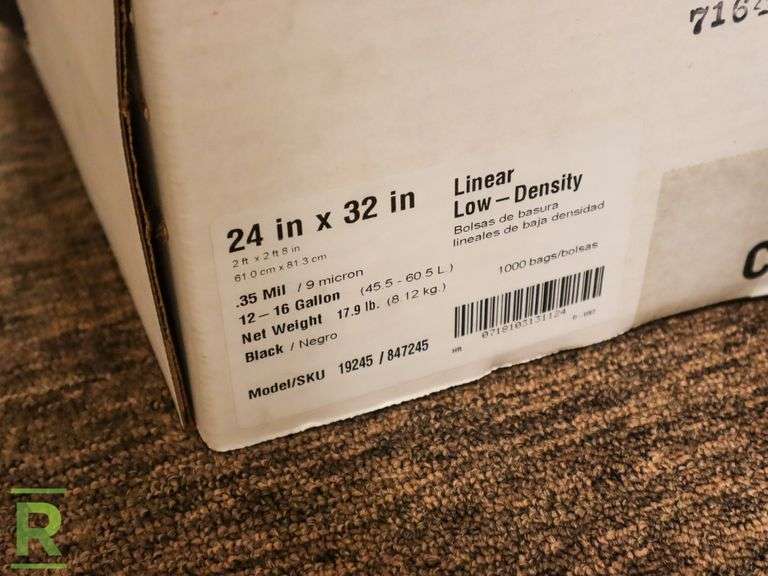 7164
24 in x 32 in
2 ft x 2 ft 8 in
61.0 cm x 81.3 cm
.35 Mil / 9 micron
12 – 16 Gallon (45.5 - 60.5 L.)
Net Weight 17.9 lb. (8.12 kg.)
Black / Negro
Model/SKU 19245 / 847245
Linear
Low – Density
Bolsas de basura
lineales de baja densidad
1000 bags/bolsas
0718103131124
C
R